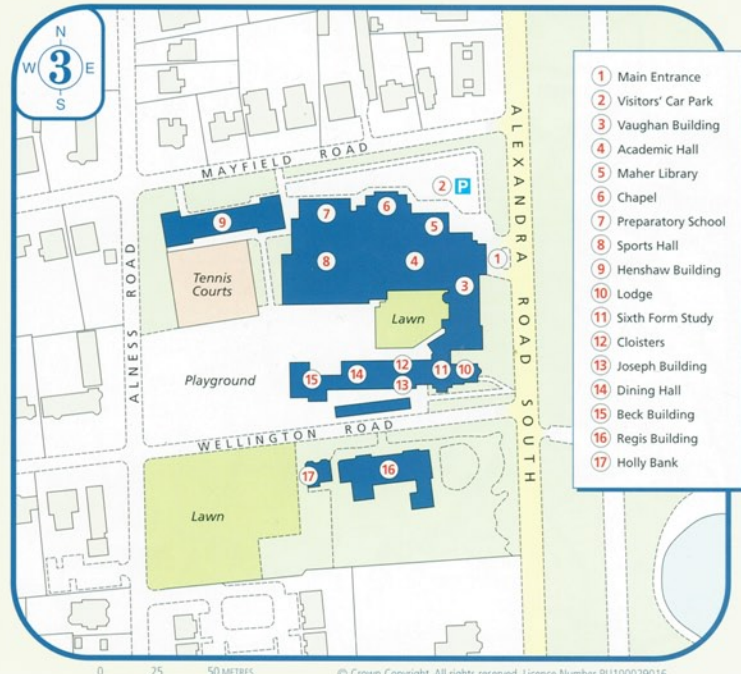 N
W 3 E
S
MAYFIELD ROAD
ALEXANDRA ROAD SOUTH
ALNESS ROAD
WELLINGTON ROAD
2 P
9
7
6
5
8
4
1
3
Tennis
Courts
Lawn
Playground
15
14
12
13
11
10
17
16
Lawn
1 Main Entrance
2 Visitors' Car Park
3 Vaughan Building
4 Academic Hall
5 Maher Library
6 Chapel
7 Preparatory School
8 Sports Hall
9 Henshaw Building
10 Lodge
11 Sixth Form Study
12 Cloisters
13 Joseph Building
14 Dining Hall
15 Beck Building
16 Regis Building
17 Holly Bank
0 25 50 METRES
© Crown Copyright. All rights reserved. Licence Number PU100029016